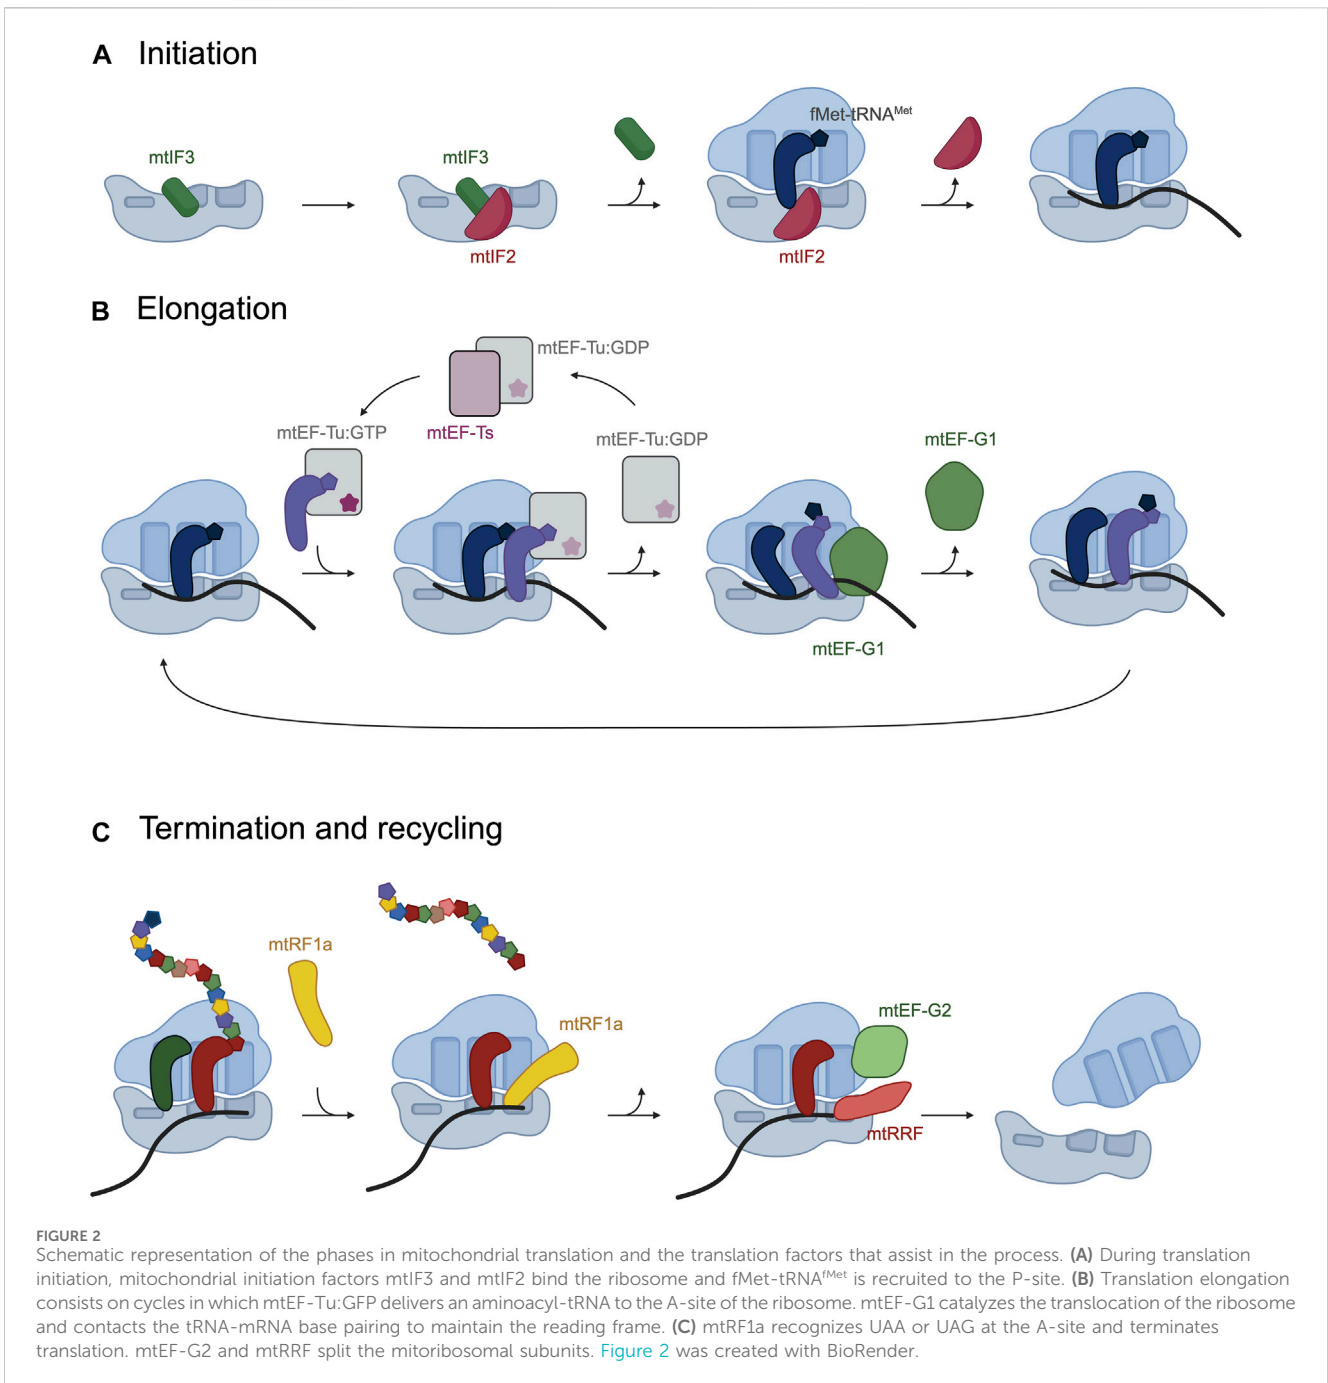 A Initiation
fMet-tRNAMet
mtIF3
mtIF3
mtIF2
mtIF2
B Elongation
mtEF-Tu:GDP
mtEF-Tu:GTP
mtEF-Ts
mtEF-Tu:GDP
mtEF-G1
mtEF-G1
C Termination and recycling
mtRF1a
mtRF1a
mtEF-G2
mtRRF
FIGURE 2
Schematic representation of the phases in mitochondrial translation and the translation factors that assist in the process. (A) During translation
initiation, mitochondrial initiation factors mtIF3 and mtIF2 bind the ribosome and fMet-tRNAfMet is recruited to the P-site. (B) Translation elongation
consists on cycles in which mtEF-Tu:GFP delivers an aminoacyl-tRNA to the A-site of the ribosome. mtEF-G1 catalyzes the translocation of the ribosome
and contacts the tRNA-mRNA base pairing to maintain the reading frame. (C) mtRF1a recognizes UAA or UAG at the A-site and terminates
translation. mtEF-G2 and mtRRF split the mitoribosomal subunits. Figure 2 was created with BioRender.